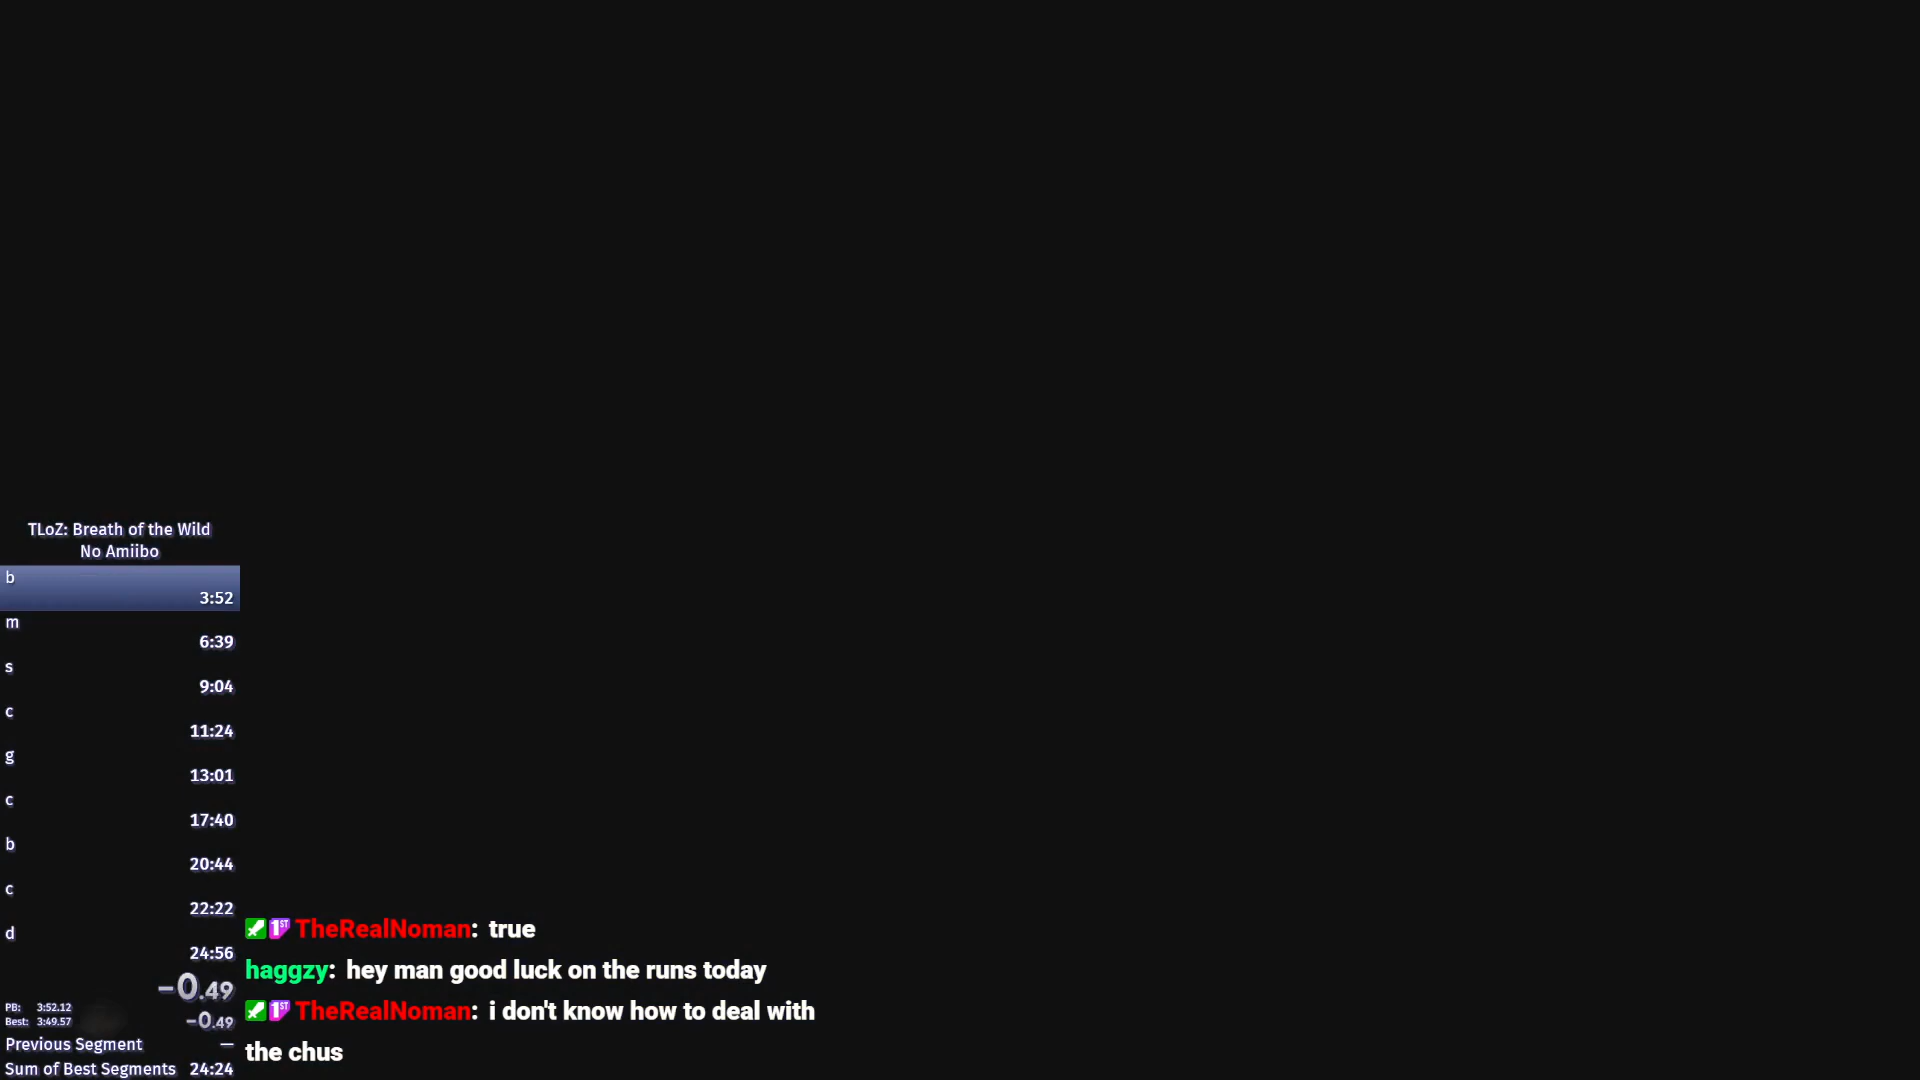 TLoZ: Breath of the Wild
No Amiibo
b
3:52
m
6:39
s
9:04
c
11:24
g
13:01
c
17:40
b
20:44
c
22:22
d
24:56
-0.49
PB: 3:52.12
Best: 3:49.57
-0.49
Previous Segment —
Sum of Best Segments 24:24
1ST TheRealNoman: true
haggzy: hey man good luck on the runs today
1ST TheRealNoman: i don't know how to deal with
the chus